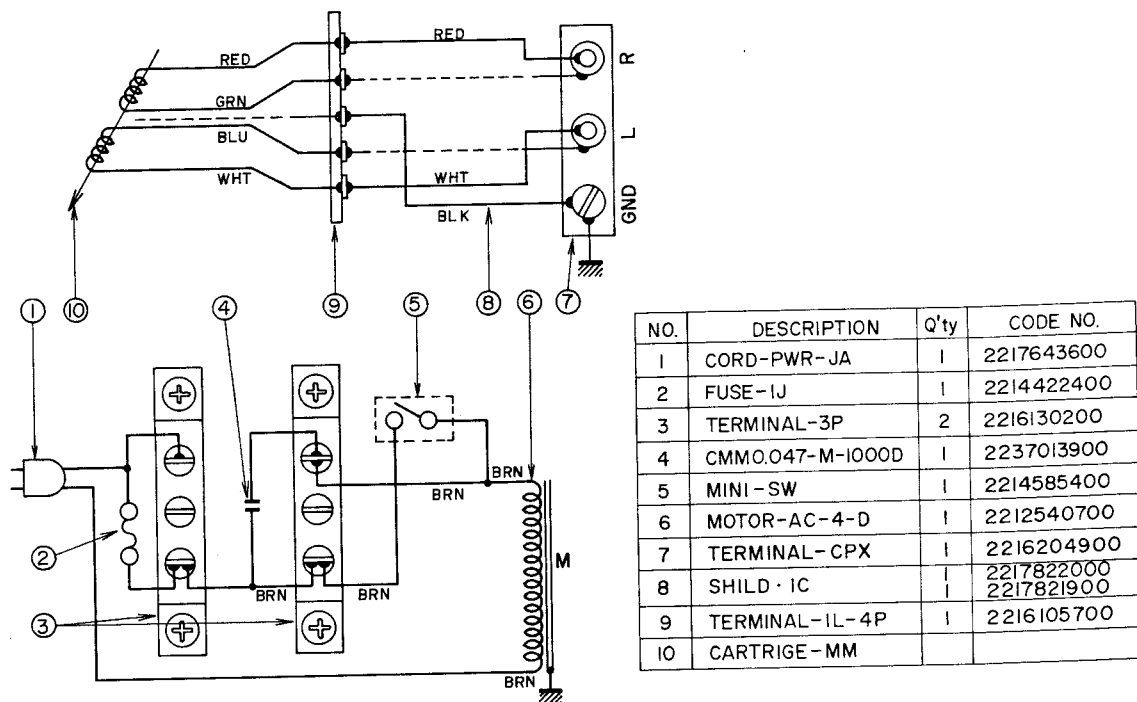 RED
RED
R
GRN
BLU
L
WHT
WHT
BLK
GND
1
10
4
9
5
8
6
7
2
BRN
BRN
M
BRN
BRN
3
BRN
NO. DESCRIPTION Q'ty CODE NO.
1 CORD-PWR-JA 1 2217643600
2 FUSE-1J 1 2214422400
3 TERMINAL-3P 2 2216130200
4 CMM0.047-M-1000D 1 2237013900
5 MINI-SW 1 2214585400
6 MOTOR-AC-4-D 1 2212540700
7 TERMINAL-CPX 1 2216204900
8 SHILD·1C 1 2217822000
1 2217821900
9 TERMINAL-1L-4P 1 2216105700
10 CARTRIGE-MM